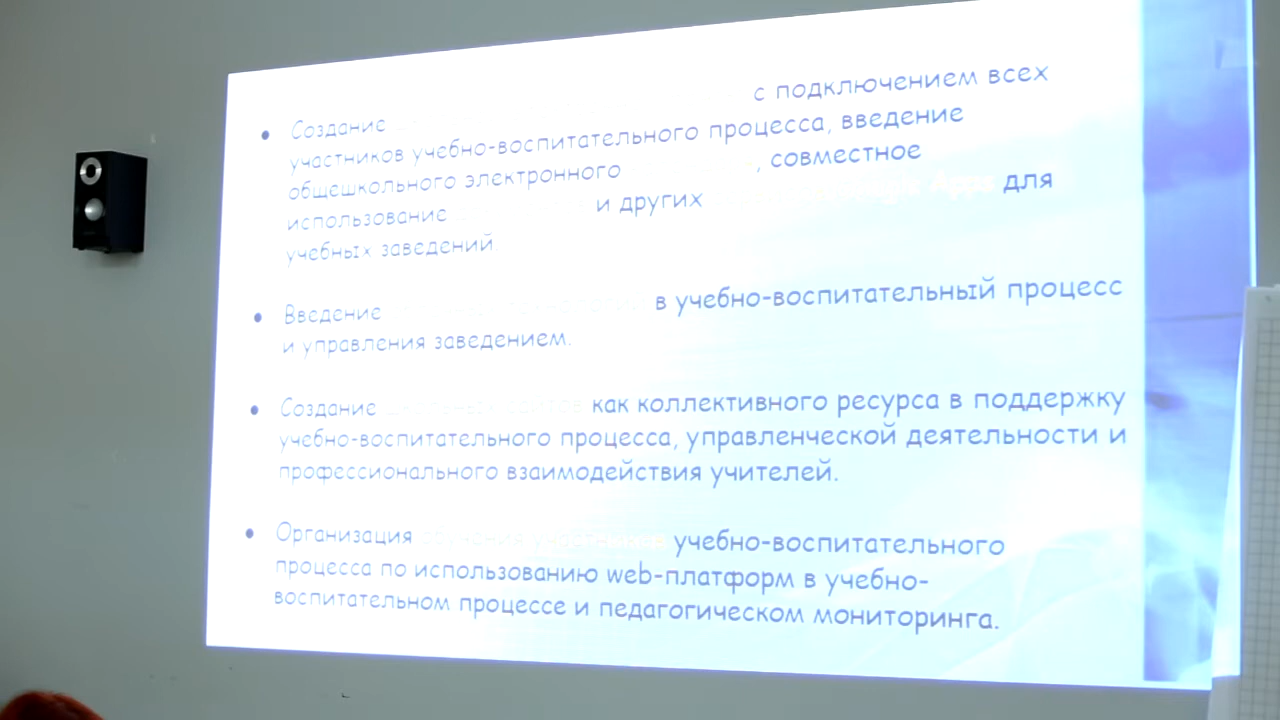 • Создание с подключением всех
участников учебно-воспитательного процесса, введение
общешкольного электронного , совместное
использование и других Apps для
учебных заведений.
• Введение в учебно-воспитательный процесс
и управления заведением.
• Создание как коллективного ресурса в поддержку
учебно-воспитательного процесса, управленческой деятельности и
профессионального взаимодействия учителей.
• Организация учебно-воспитательного
процесса по использованию web-платформ в учебно-
воспитательном процессе и педагогическом мониторинга.